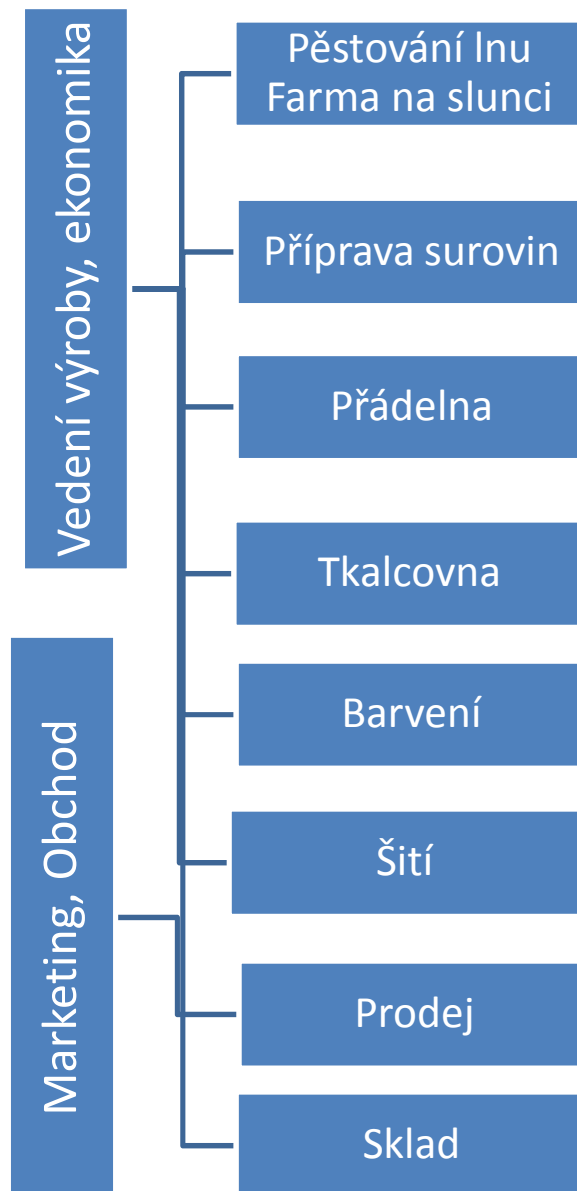 Vedení výroby, ekonomika
Pěstování lnu
Farma na slunci
Příprava surovin
Přádelna
Tkalcovna
Barvení
Šití
Marketing, Obchod
Prodej
Sklad